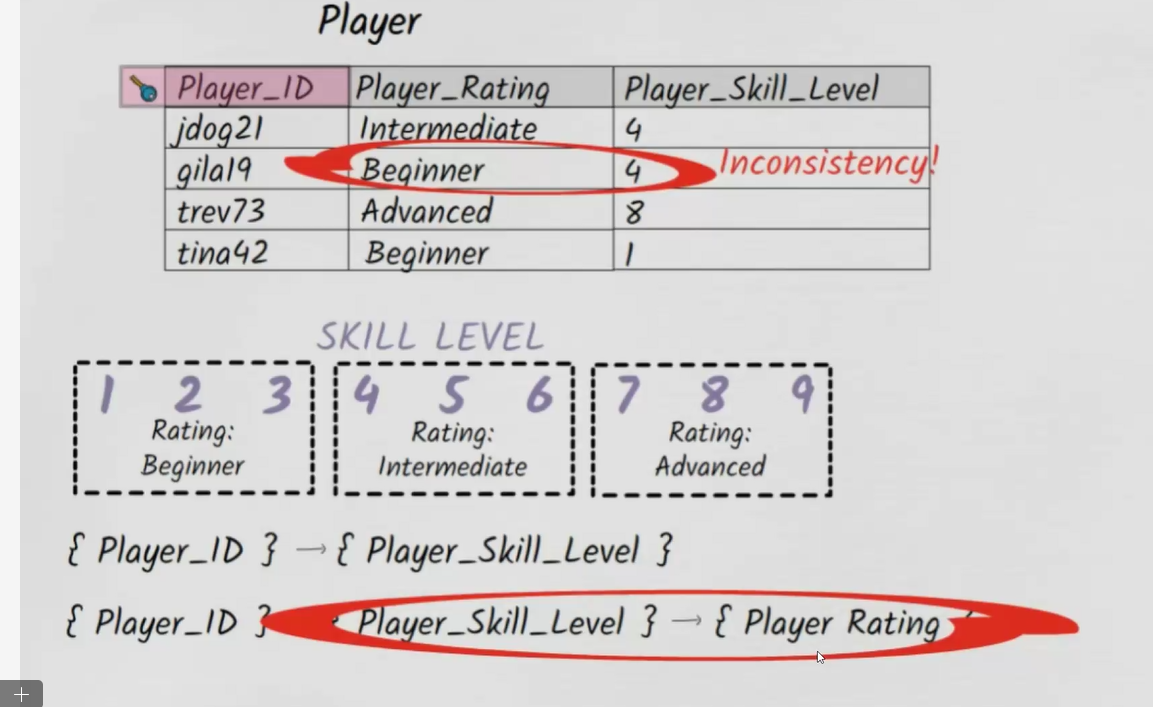 Player
Player_ID Player_Rating Player_Skill_Level
jdog21 Intermediate 4
gila19 Beginner 4 Inconsistency!
trev73 Advanced 8
tina42 Beginner 1
SKILL LEVEL
1 2 3 4 5 6 7 8 9
Rating: Rating: Rating:
Beginner Intermediate Advanced
{ Player_ID } → { Player_Skill_Level }
{ Player_ID } { Player_Skill_Level } → { Player Rating